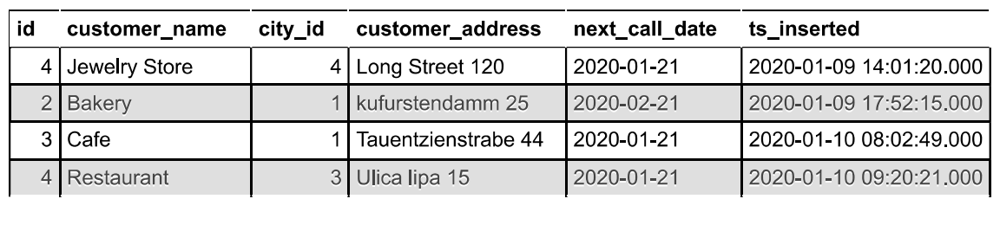 id customer_name city_id customer_address next_call_date ts_inserted
4 Jewelry Store 4 Long Street 120 2020-01-21 2020-01-09 14:01:20.000
2 Bakery 1 kufurstendamm 25 2020-02-21 2020-01-09 17:52:15.000
3 Cafe 1 Tauentzienstrabe 44 2020-01-21 2020-01-10 08:02:49.000
4 Restaurant 3 Ulica lipa 15 2020-01-21 2020-01-10 09:20:21.000